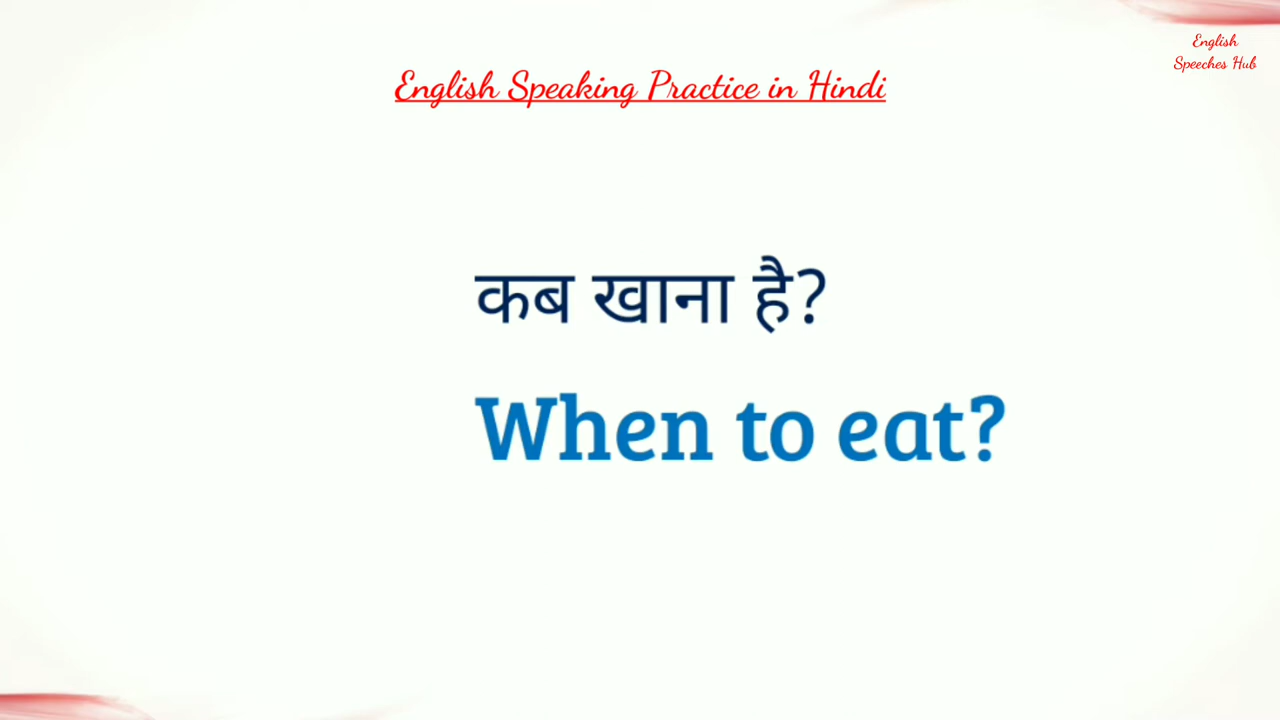 English
Speeches Hub
English Speaking Practice in Hindi
कब खाना है?
When to eat?